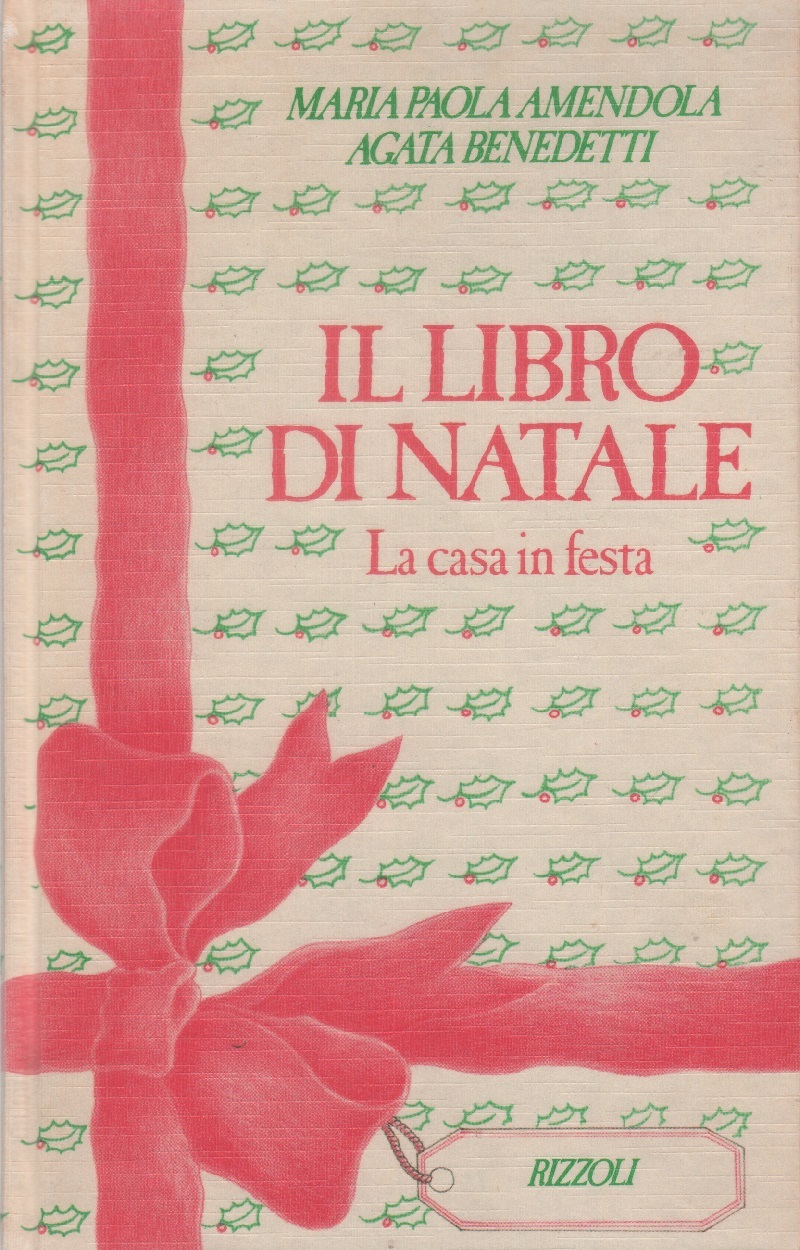 MARIA PAOLA AMENDOLA
AGATA BENEDETTI
IL LIBRO
DI NATALE
La casa in festa
RIZZOLI